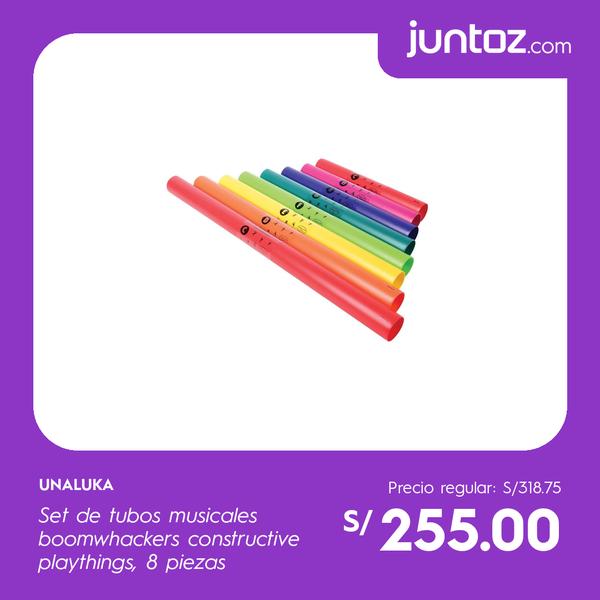 juntoz.com
UNALUKA
Set de tubos musicales
boomwhackers constructive
playthings, 8 piezas
Precio regular: S/318.75
S/255.00